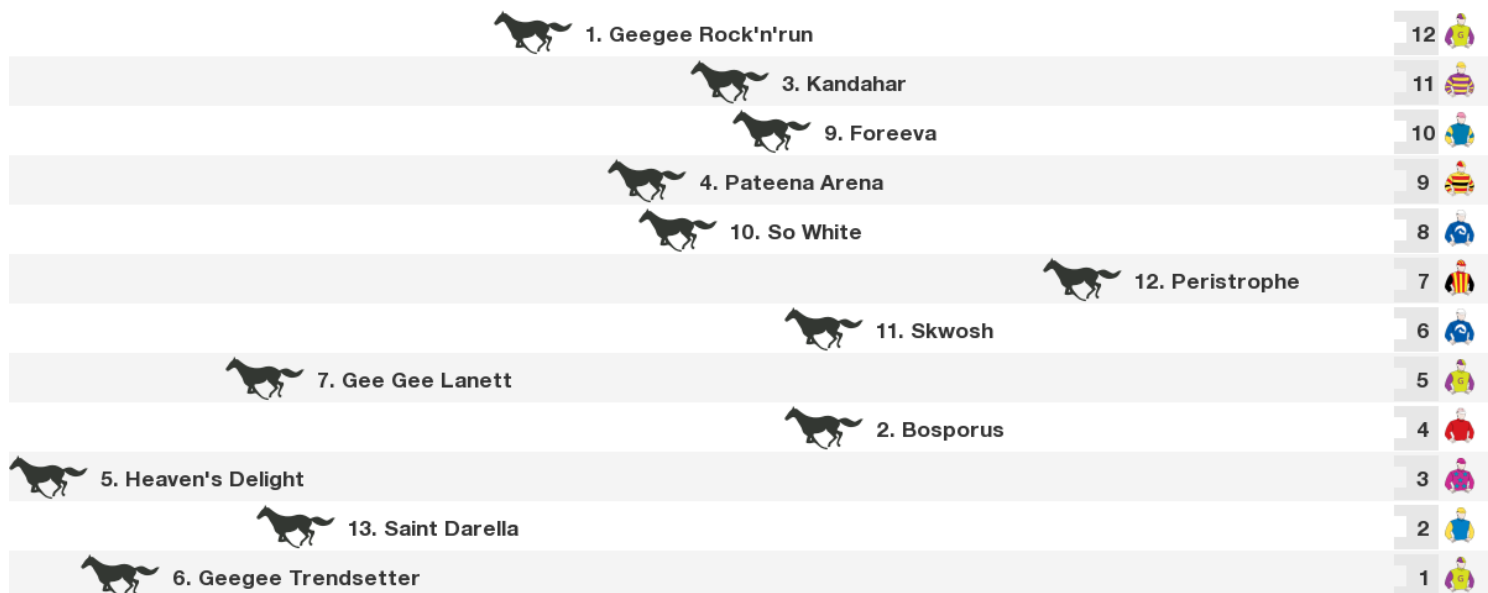 1. Geegee Rock'n'run 12
3. Kandahar 11
9. Foreeva 10
4. Pateena Arena 9
10. So White 8
12. Peristrophe 7
11. Skwosh 6
7. Gee Gee Lanett 5
2. Bosporus 4
5. Heaven's Delight 3
13. Saint Darella 2
6. Geegee Trendsetter 1